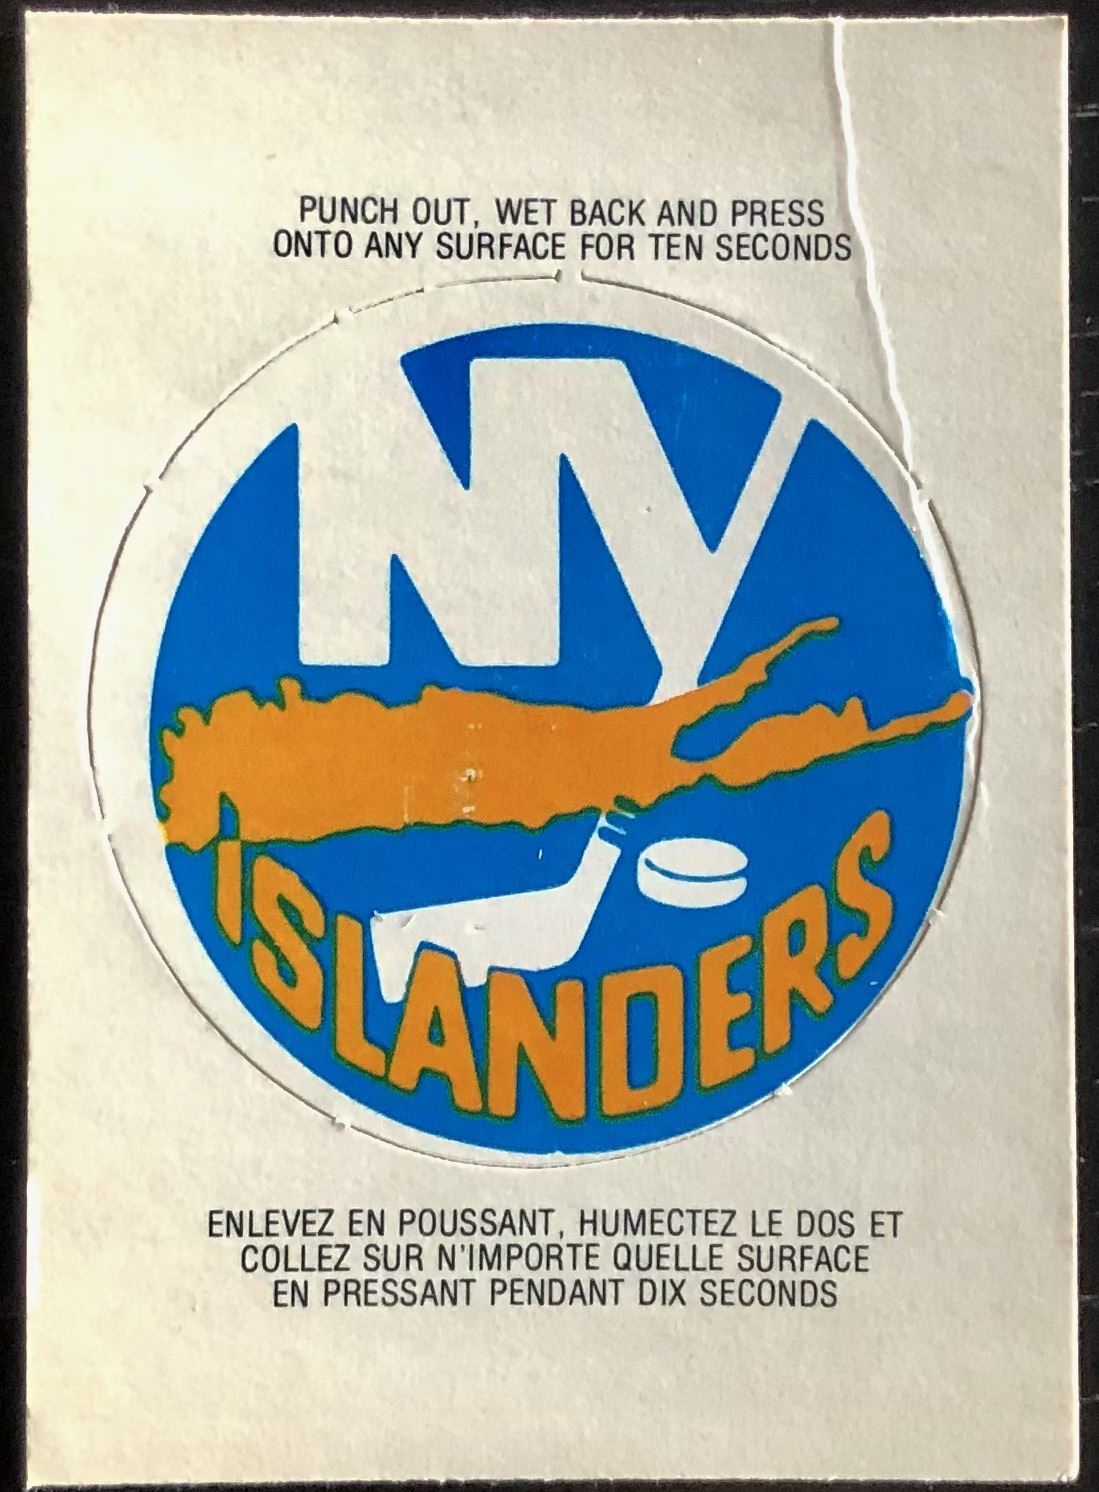 PUNCH OUT, WET BACK AND PRESS
ONTO ANY SURFACE FOR TEN SECONDS
NY
ISLANDERS
ENLEVEZ EN POUSSANT, HUMECTEZ LE DOS ET
COLLEZ SUR N'IMPORTE QUELLE SURFACE
EN PRESSANT PENDANT DIX SECONDS